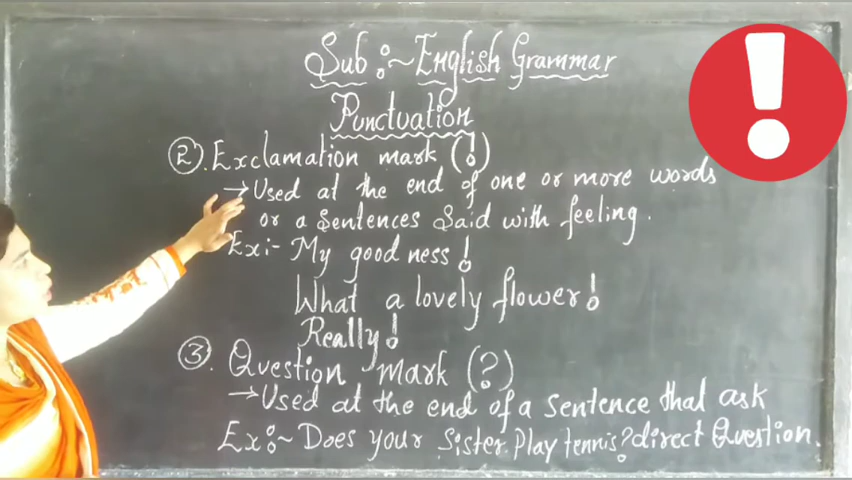 Sub :~ English Grammar
Punctuation
②. Exclamation mark (!)
→ Used at the end of one or more words
or a sentences said with feeling.
Ex:- My good ness!
What a lovely flower!
Really!
③. Question mark (?)
→ Used at the end of a sentence that ask
Ex:~ Does your sister play tennis? direct Question.
!